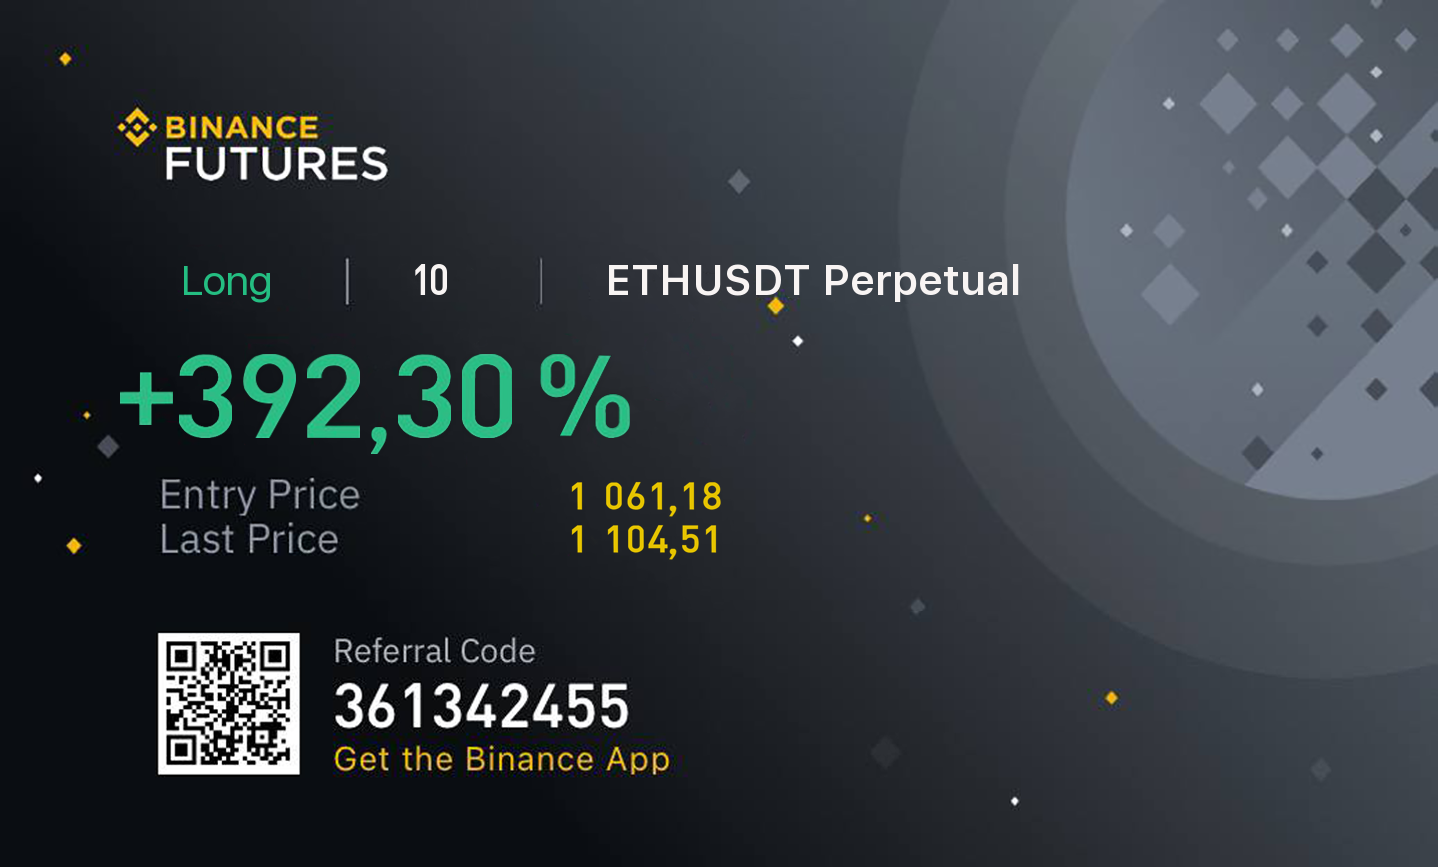 BINANCE
FUTURES
Long | 10 | ETHUSDT Perpetual
+392,30 %
Entry Price 1 061,18
Last Price 1 104,51
Referral Code
361342455
Get the Binance App